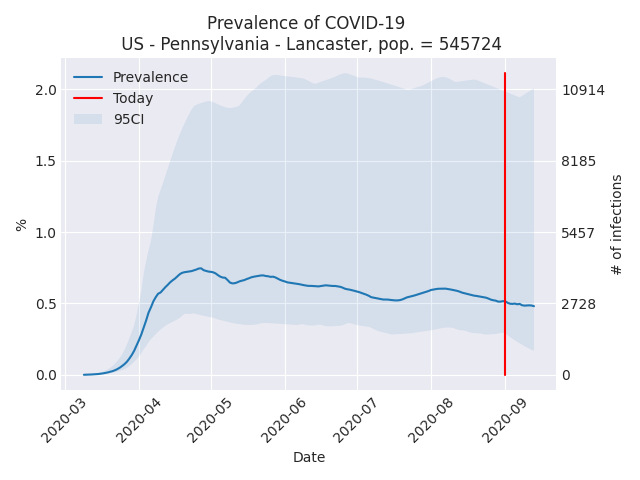 Prevalence of COVID-19
US - Pennsylvania - Lancaster, pop. = 545724
Prevalence
Today
95CI
2.0
1.5
1.0
0.5
0.0
%
10914
8185
5457
2728
0
# of infections
2020-03
2020-04
2020-05
2020-06
2020-07
2020-08
2020-09
Date